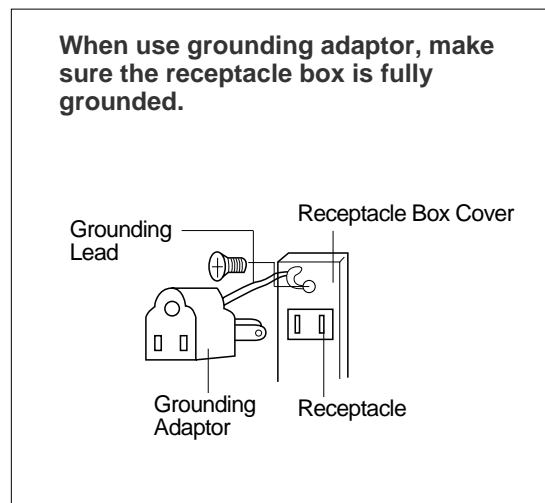 When use grounding adaptor, make
sure the receptacle box is fully
grounded.
Grounding
Lead
Receptacle Box Cover
Grounding
Adaptor
Receptacle